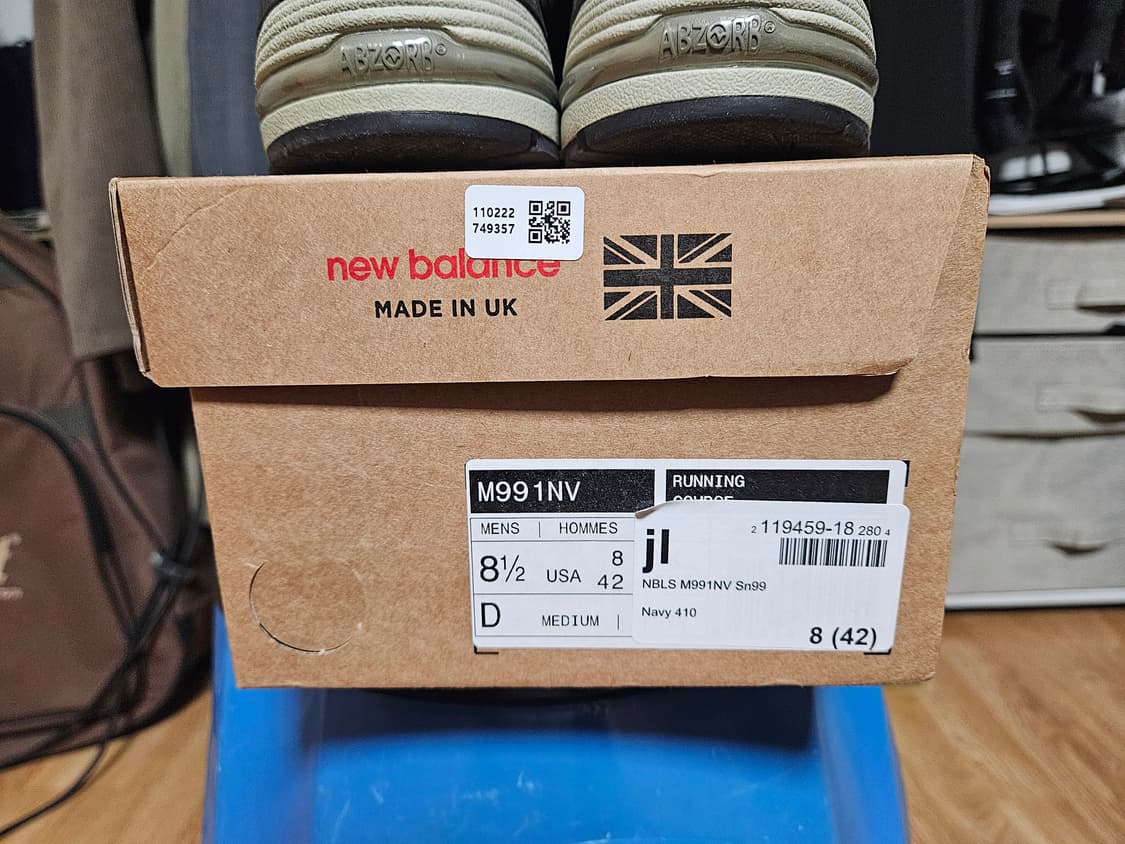 ABZORB®
ABZORB®
110222
749357
new balance
MADE IN UK
M991NV
RUNNING
COURSE
MENS | HOMMES
8½ USA 8
42
D MEDIUM |
jl
2 119459-18 280 4
NBLS M991NV Sn99
Navy 410
8 (42)